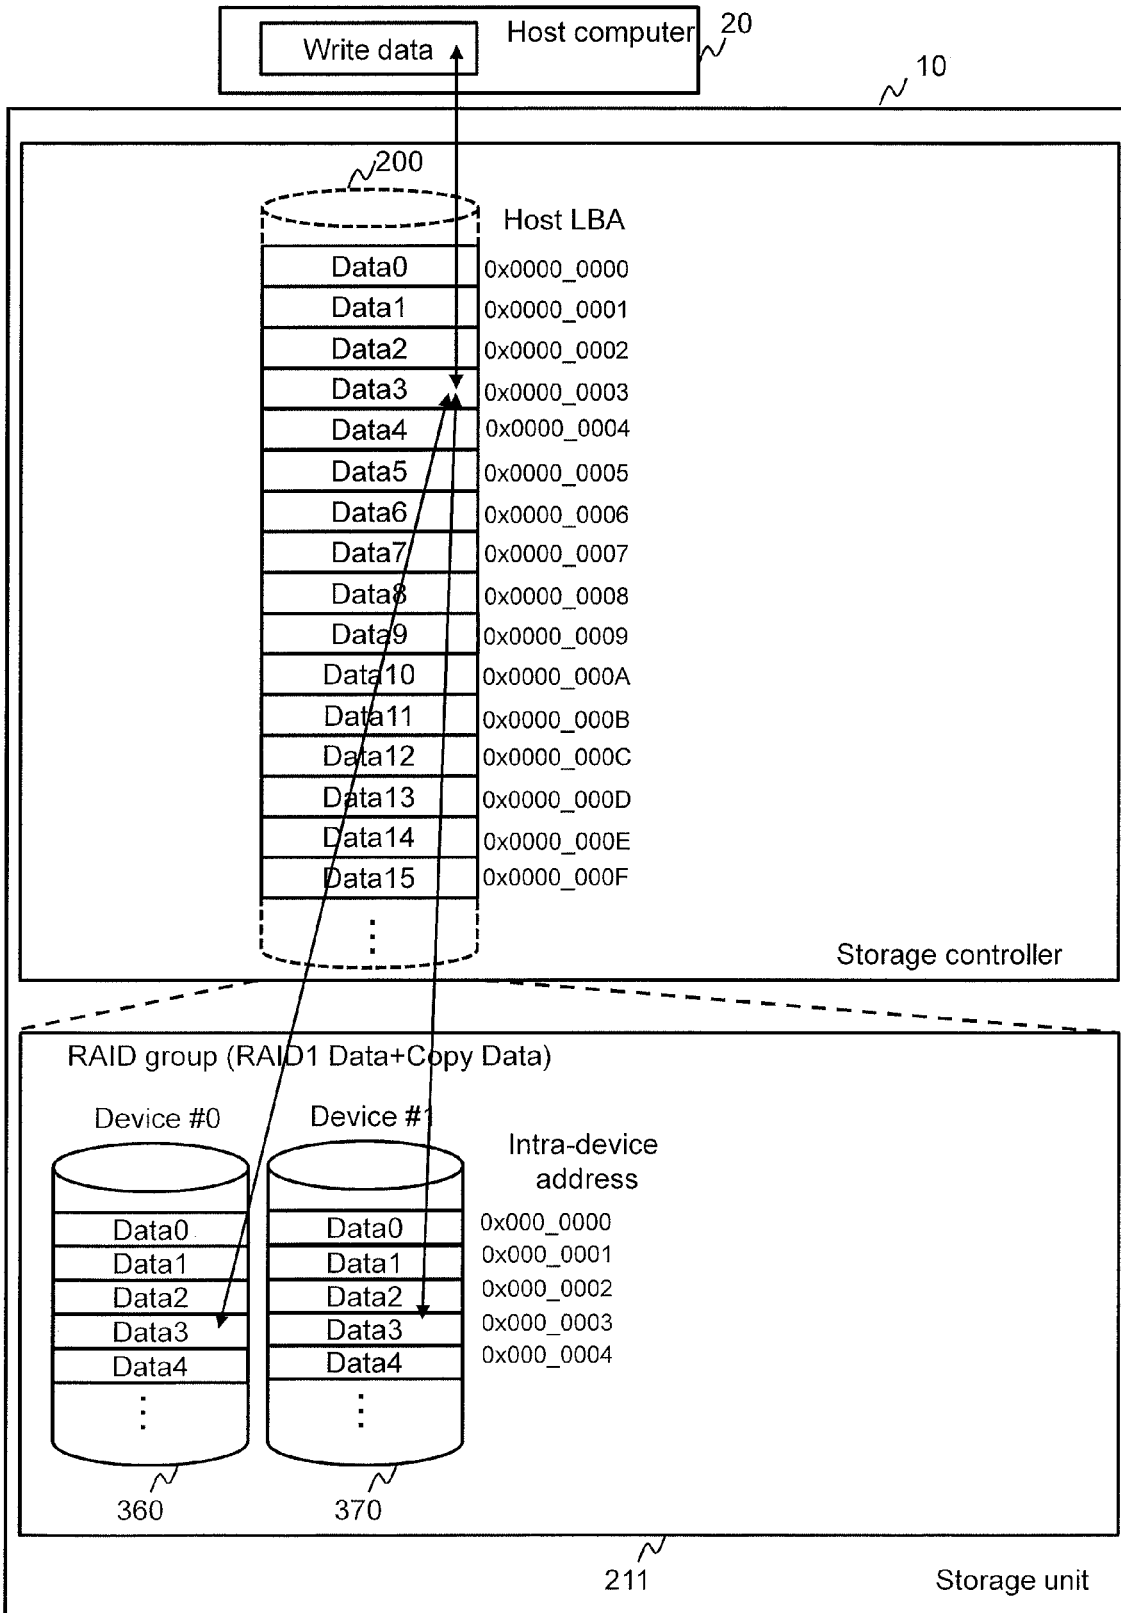 Host computer
20
Write data
10
200
Host LBA
Data0 0x0000_0000
Data1 0x0000_0001
Data2 0x0000_0002
Data3 0x0000_0003
Data4 0x0000_0004
Data5 0x0000_0005
Data6 0x0000_0006
Data7 0x0000_0007
Data8 0x0000_0008
Data9 0x0000_0009
Data10 0x0000_000A
Data11 0x0000_000B
Data12 0x0000_000C
Data13 0x0000_000D
Data14 0x0000_000E
Data15 0x0000_000F
⋮
Storage controller
RAID group (RAID1 Data+Copy Data)
Device #0 Device #1
Intra-device
address
Data0 Data0 0x000_0000
Data1 Data1 0x000_0001
Data2 Data2 0x000_0002
Data3 Data3 0x000_0003
Data4 Data4 0x000_0004
⋮ ⋮
360 370
211
Storage unit